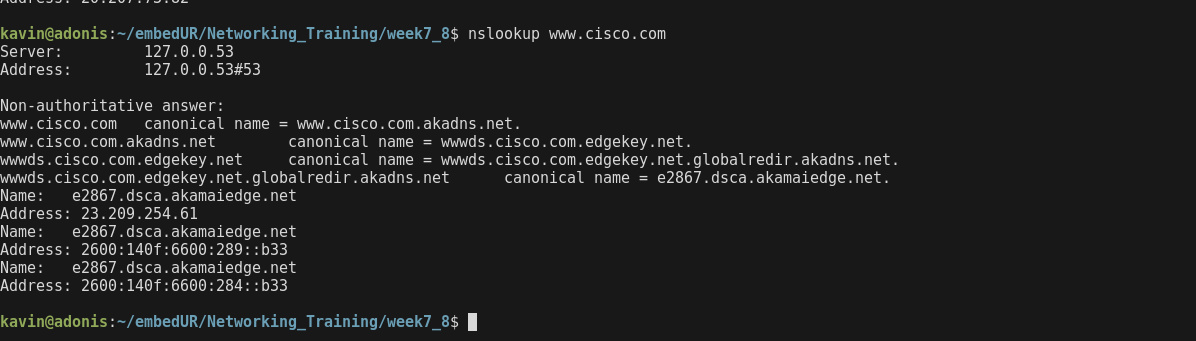 kavin@adonis:~/embedUR/Networking_Training/week7_8$ nslookup www.cisco.com
Server:         127.0.0.53
Address:        127.0.0.53#53
Non-authoritative answer:
www.cisco.com   canonical name = www.cisco.com.akadns.net.
www.cisco.com.akadns.net        canonical name = wwwds.cisco.com.edgekey.net.
wwwds.cisco.com.edgekey.net     canonical name = wwwds.cisco.com.edgekey.net.globalredir.akadns.net.
wwwds.cisco.com.edgekey.net.globalredir.akadns.net      canonical name = e2867.dsca.akamaiedge.net.
Name:   e2867.dsca.akamaiedge.net
Address: 23.209.254.61
Name:   e2867.dsca.akamaiedge.net
Address: 2600:140f:6600:289::b33
Name:   e2867.dsca.akamaiedge.net
Address: 2600:140f:6600:284::b33
kavin@adonis:~/embedUR/Networking_Training/week7_8$